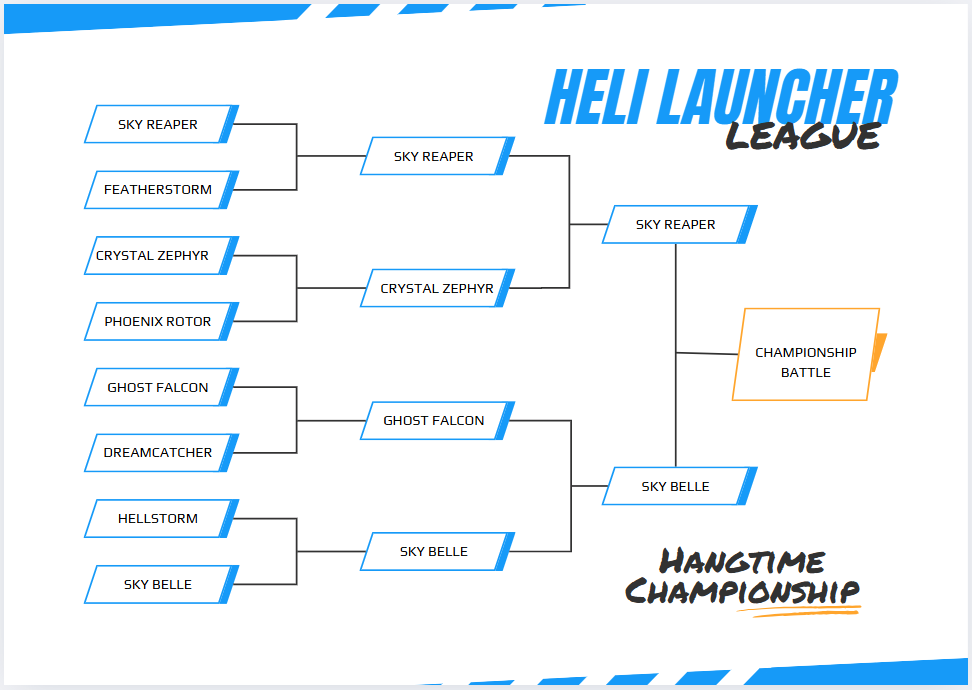 HELI LAUNCHER
LEAGUE
SKY REAPER
FEATHERSTORM
CRYSTAL ZEPHYR
PHOENIX ROTOR
GHOST FALCON
DREAMCATCHER
HELLSTORM
SKY BELLE
SKY REAPER
CRYSTAL ZEPHYR
GHOST FALCON
SKY BELLE
SKY REAPER
SKY BELLE
CHAMPIONSHIP
BATTLE
HANGTIME
CHAMPIONSHIP